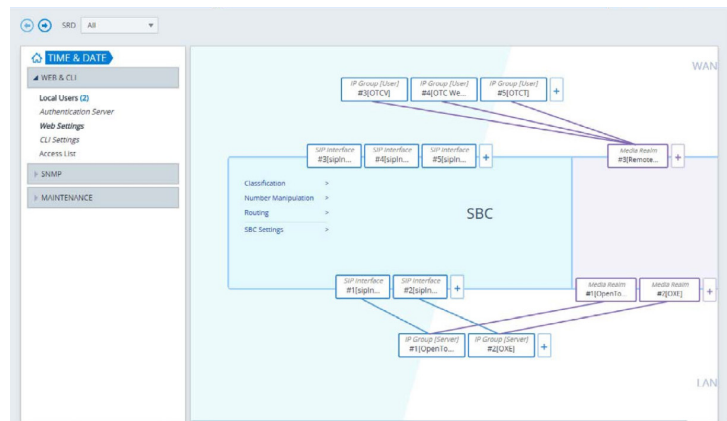 SRD All
TIME & DATE
WEB & CLI
Local Users (2)
Authentication Server
Web Settings
CLI Settings
Access List
SNMP
MAINTENANCE
WAN
IP Group [User] IP Group [User] IP Group [User]
#3[OTCV] #4[OTC We... #5[OTCT] +
SIP Interface SIP Interface SIP Interface Media Realm
#3[sipIn... #4[sipIn... #5[sipIn... + #3[Remote... +
Classification >
Number Manipulation >
Routing >
SBC Settings >
SBC
SIP Interface SIP Interface Media Realm Media Realm
#1[sipIn... #2[sipIn... + #1[OpenTo... #2[OXE] +
IP Group [Server] IP Group [Server]
#1[OpenTo... #2[OXE] +
LAN